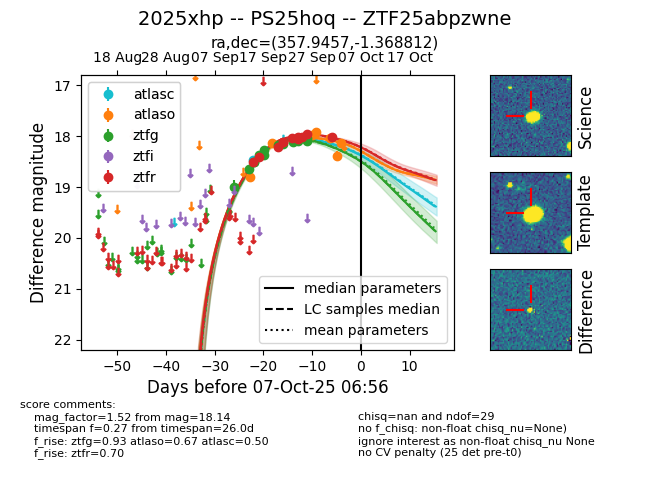 2025xhp -- PS25hoq -- ZTF25abpzwne
ra,dec=(357.9457,-1.368812)
18 Aug 28 Aug 07 Sep 17 Sep 27 Sep 07 Oct 17 Oct
17
18
19
20
21
22
Difference magnitude
atlasc
atlaso
ztfg
ztfi
ztfr
median parameters
LC samples median
mean parameters
−50 −40 −30 −20 −10 0 10
Days before 07-Oct-25 06:56
Science
Template
Difference
score comments:
mag_factor=1.52 from mag=18.14
timespan f=0.27 from timespan=26.0d
f_rise: ztfg=0.93 atlaso=0.67 atlasc=0.50
f_rise: ztfr=0.70
chisq=nan and ndof=29
no f_chisq: non-float chisq_nu=None)
ignore interest as non-float chisq_nu None
no CV penalty (25 det pre-t0)